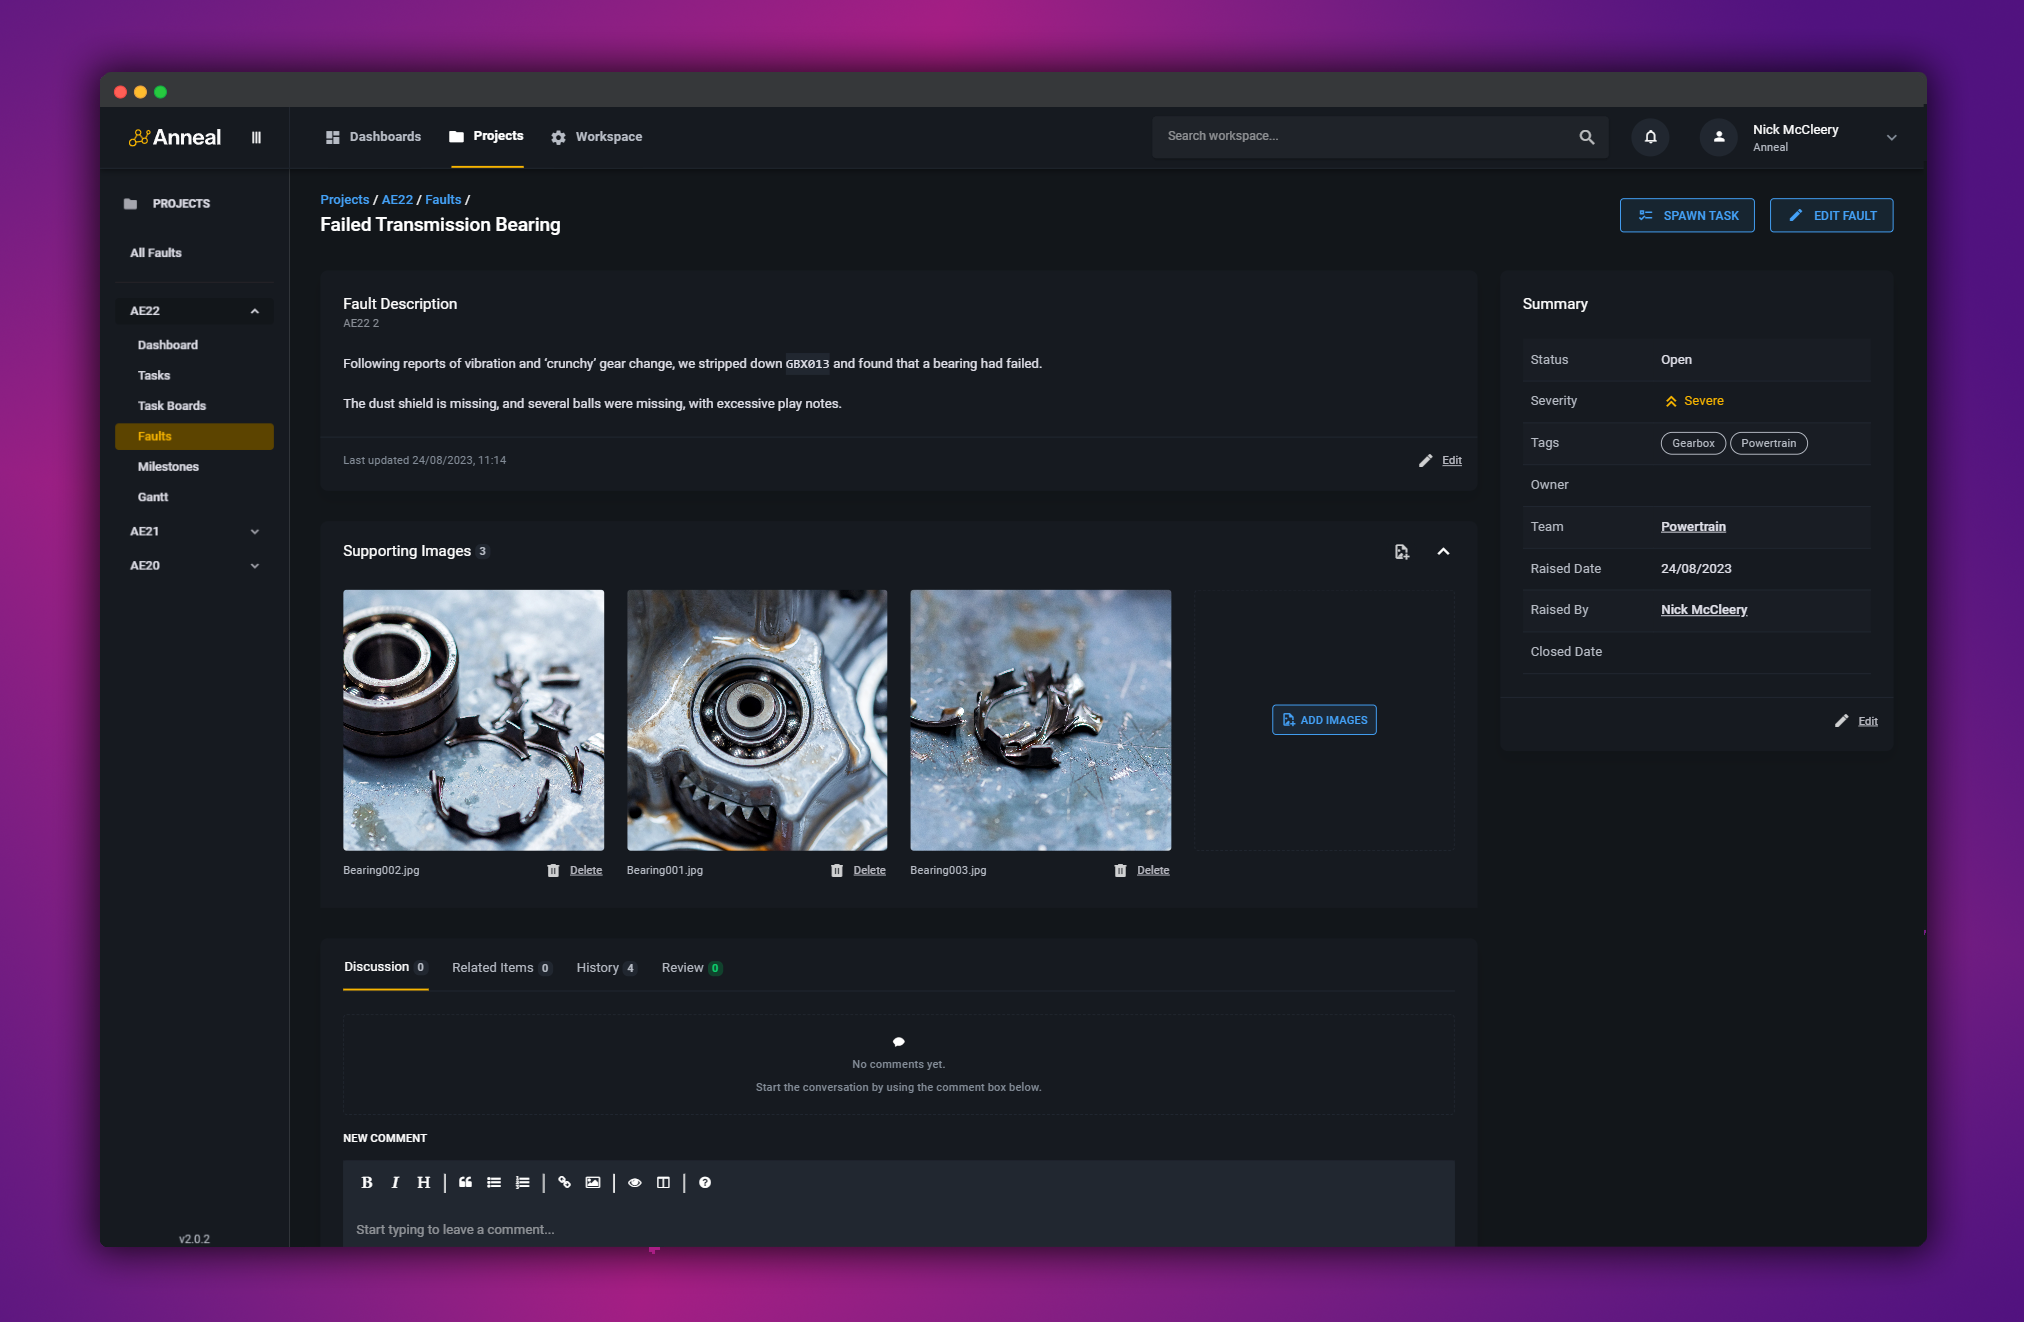 Anneal
Dashboards
Projects
Workspace
Search workspace...
Nick McCleery
Anneal
PROJECTS
All Faults
AE22
Dashboard
Tasks
Task Boards
Faults
Milestones
Gantt
AE21
AE20
v2.0.2
Projects / AE22 / Faults /
Failed Transmission Bearing
SPAWN TASK
EDIT FAULT
Fault Description
AE22 2
Following reports of vibration and ‘crunchy’ gear change, we stripped down GBX013 and found that a bearing had failed.
The dust shield is missing, and several balls were missing, with excessive play notes.
Last updated 24/08/2023, 11:14
Edit
Supporting Images 3
ADD IMAGES
Bearing002.jpg
Delete
Bearing001.jpg
Delete
Bearing003.jpg
Delete
Discussion 0
Related Items 0
History 4
Review 0
No comments yet.
Start the conversation by using the comment box below.
NEW COMMENT
B I H
Start typing to leave a comment...
Summary
Status Open
Severity Severe
Tags Gearbox Powertrain
Owner
Team Powertrain
Raised Date 24/08/2023
Raised By Nick McCleery
Closed Date
Edit